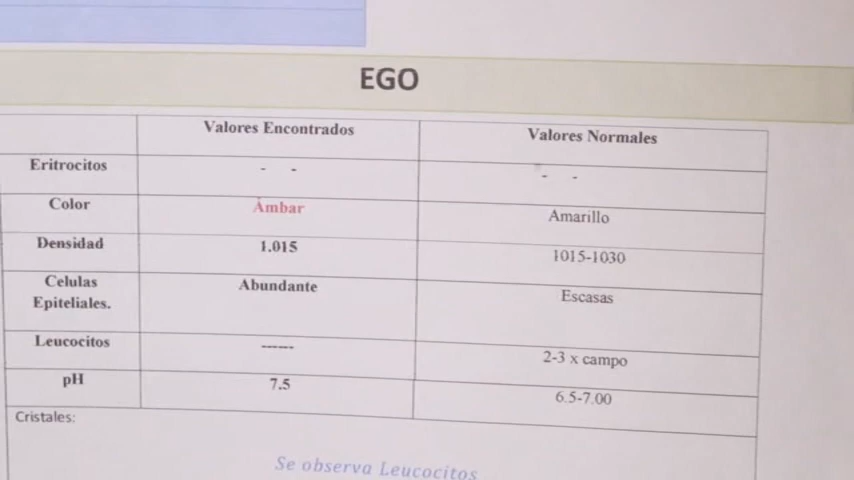 EGO
Valores Encontrados Valores Normales
Eritrocitos - - - -
Color Ámbar Amarillo
Densidad 1.015 1015-1030
Celulas Epiteliales. Abundante Escasas
Leucocitos ------ 2-3 x campo
pH 7.5 6.5-7.00
Cristales:
Se observa Leucocitos